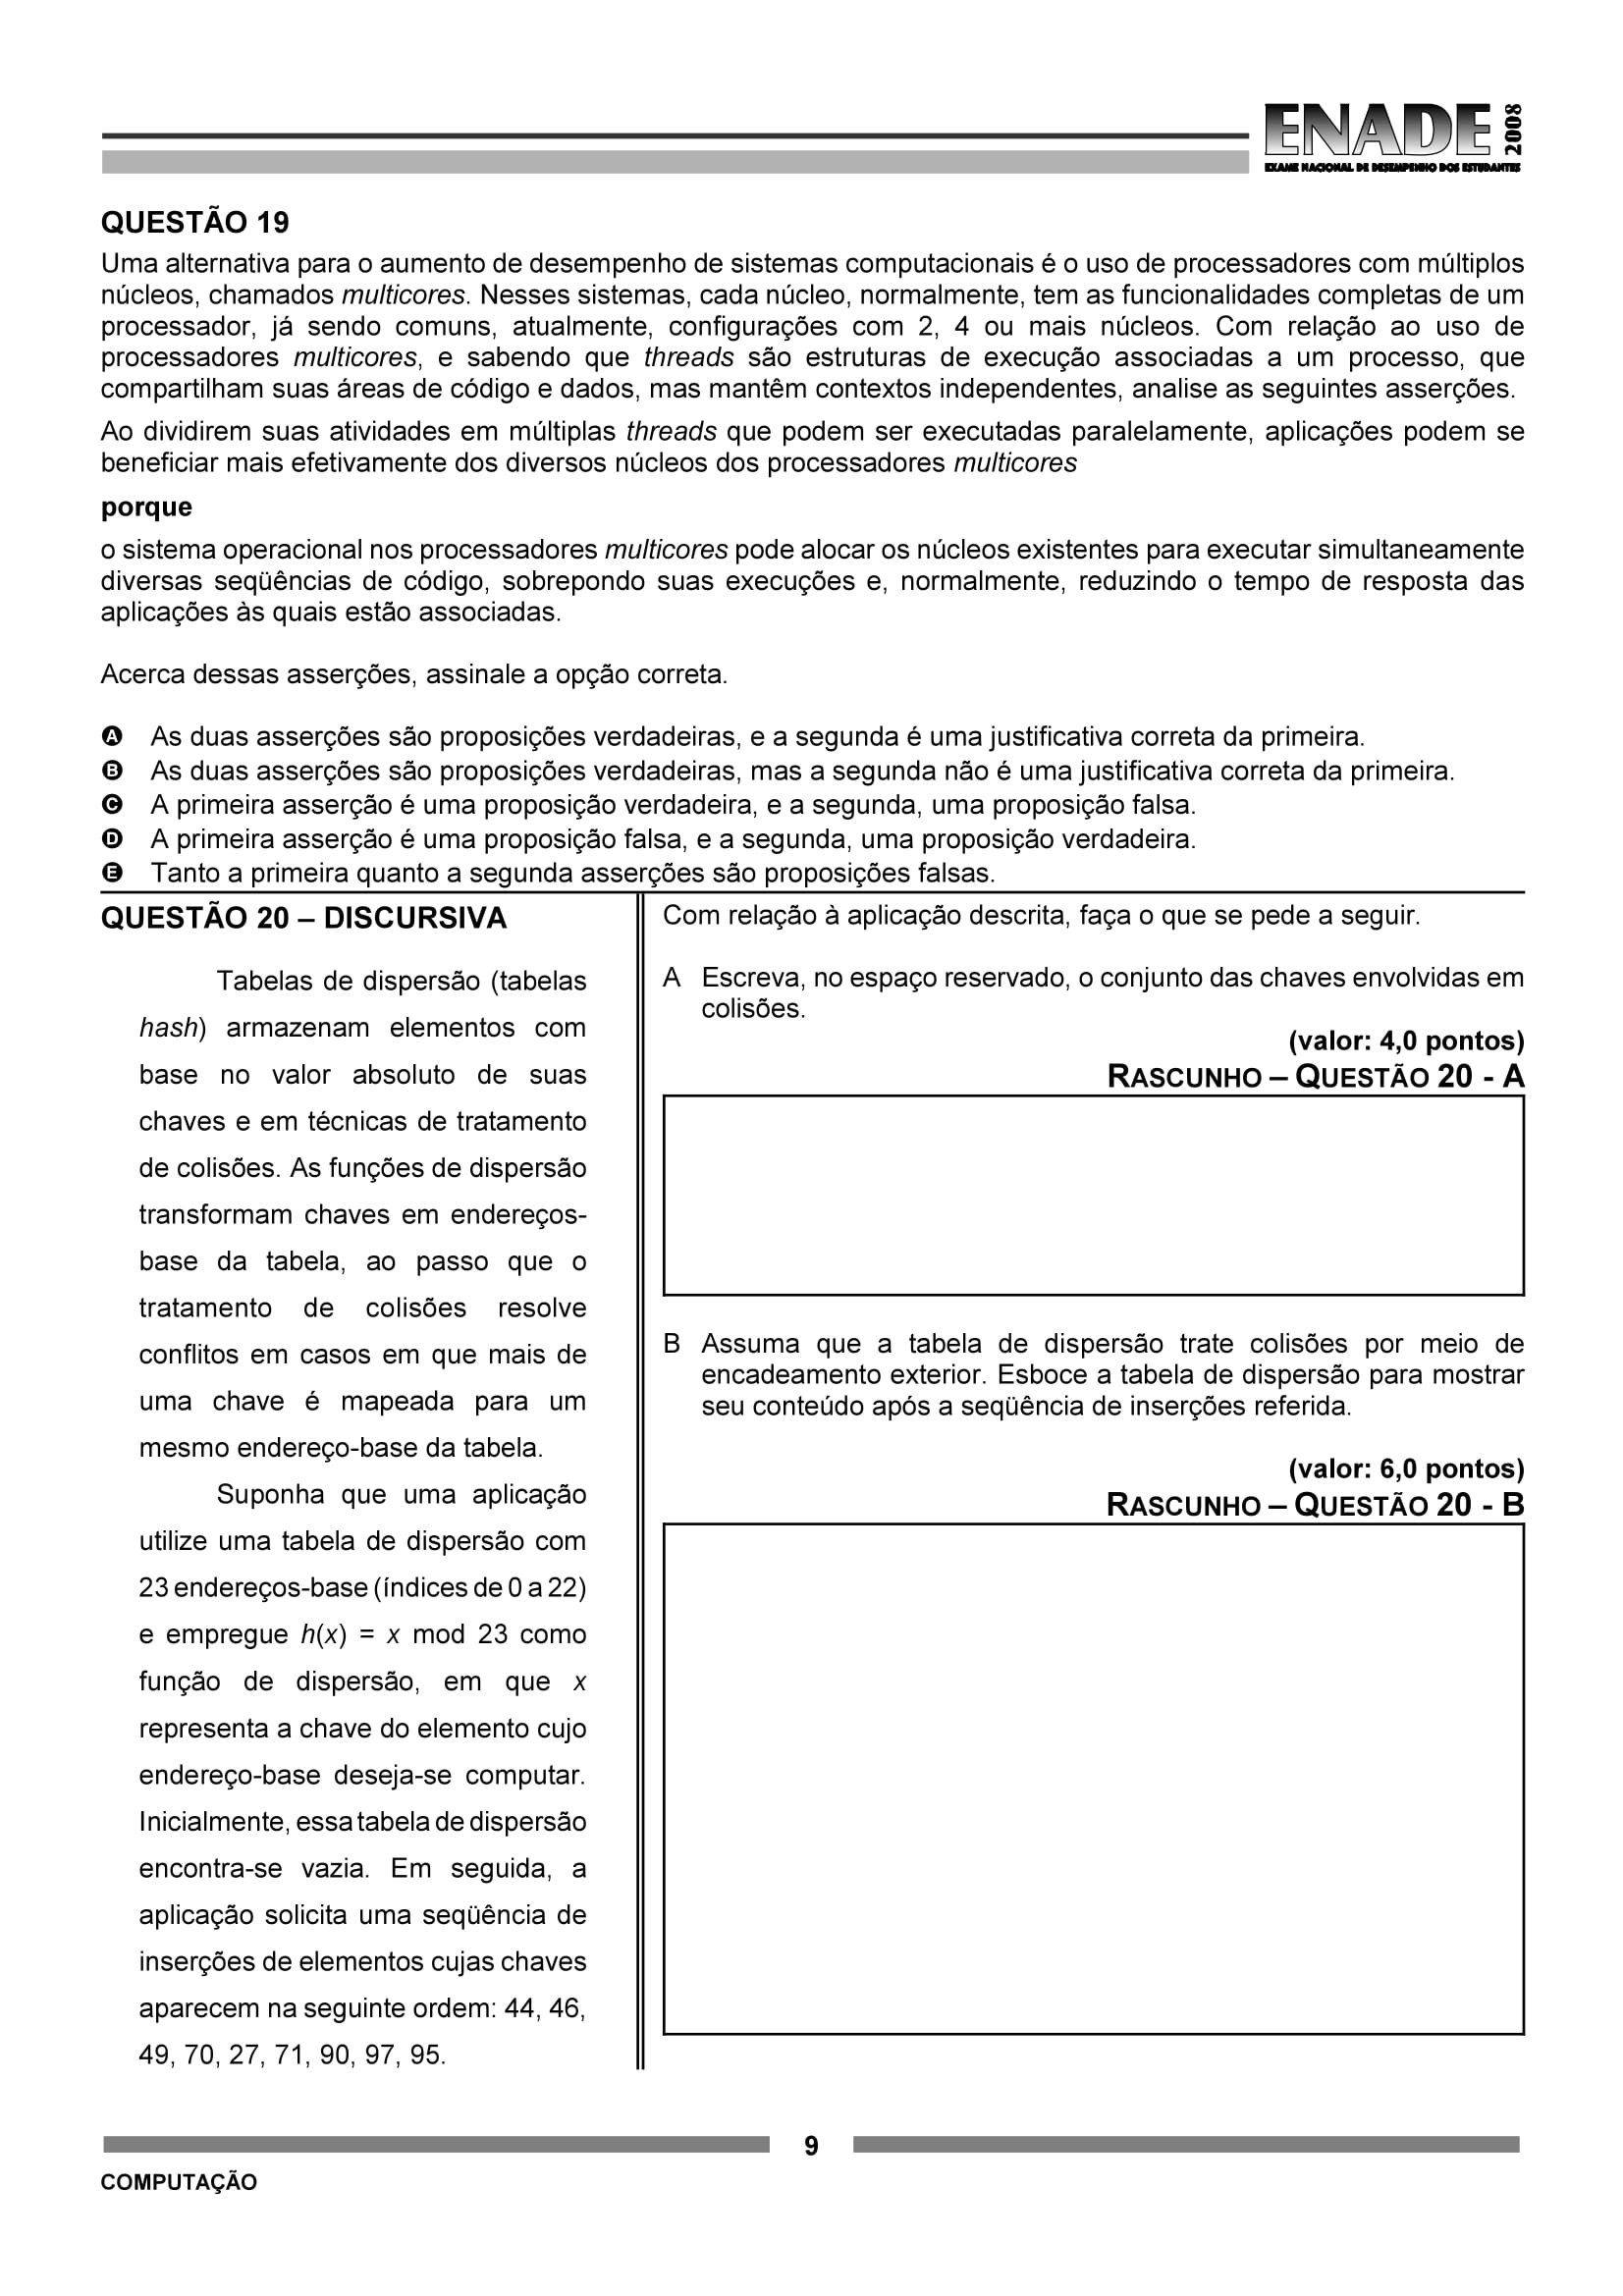 ENADE 2008
EXAME NACIONAL DE DESEMPENHO DOS ESTUDANTES
QUESTÃO 19
Uma alternativa para o aumento de desempenho de sistemas computacionais é o uso de processadores com múltiplos
núcleos, chamados multicores. Nesses sistemas, cada núcleo, normalmente, tem as funcionalidades completas de um
processador, já sendo comuns, atualmente, configurações com 2, 4 ou mais núcleos. Com relação ao uso de
processadores multicores, e sabendo que threads são estruturas de execução associadas a um processo, que
compartilham suas áreas de código e dados, mas mantêm contextos independentes, analise as seguintes asserções.
Ao dividirem suas atividades em múltiplas threads que podem ser executadas paralelamente, aplicações podem se
beneficiar mais efetivamente dos diversos núcleos dos processadores multicores
porque
o sistema operacional nos processadores multicores pode alocar os núcleos existentes para executar simultaneamente
diversas seqüências de código, sobrepondo suas execuções e, normalmente, reduzindo o tempo de resposta das
aplicações às quais estão associadas.
Acerca dessas asserções, assinale a opção correta.
A As duas asserções são proposições verdadeiras, e a segunda é uma justificativa correta da primeira.
B As duas asserções são proposições verdadeiras, mas a segunda não é uma justificativa correta da primeira.
C A primeira asserção é uma proposição verdadeira, e a segunda, uma proposição falsa.
D A primeira asserção é uma proposição falsa, e a segunda, uma proposição verdadeira.
E Tanto a primeira quanto a segunda asserções são proposições falsas.
QUESTÃO 20 – DISCURSIVA
Tabelas de dispersão (tabelas
hash) armazenam elementos com
base no valor absoluto de suas
chaves e em técnicas de tratamento
de colisões. As funções de dispersão
transformam chaves em endereços-
base da tabela, ao passo que o
tratamento de colisões resolve
conflitos em casos em que mais de
uma chave é mapeada para um
mesmo endereço-base da tabela.
Suponha que uma aplicação
utilize uma tabela de dispersão com
23 endereços-base (índices de 0 a 22)
e empregue h(x) = x mod 23 como
função de dispersão, em que x
representa a chave do elemento cujo
endereço-base deseja-se computar.
Inicialmente, essa tabela de dispersão
encontra-se vazia. Em seguida, a
aplicação solicita uma seqüência de
inserções de elementos cujas chaves
aparecem na seguinte ordem: 44, 46,
49, 70, 27, 71, 90, 97, 95.
Com relação à aplicação descrita, faça o que se pede a seguir.
A Escreva, no espaço reservado, o conjunto das chaves envolvidas em
colisões.
(valor: 4,0 pontos)
RASCUNHO – QUESTÃO 20 - A
B Assuma que a tabela de dispersão trate colisões por meio de
encadeamento exterior. Esboce a tabela de dispersão para mostrar
seu conteúdo após a seqüência de inserções referida.
(valor: 6,0 pontos)
RASCUNHO – QUESTÃO 20 - B
9
COMPUTAÇÃO